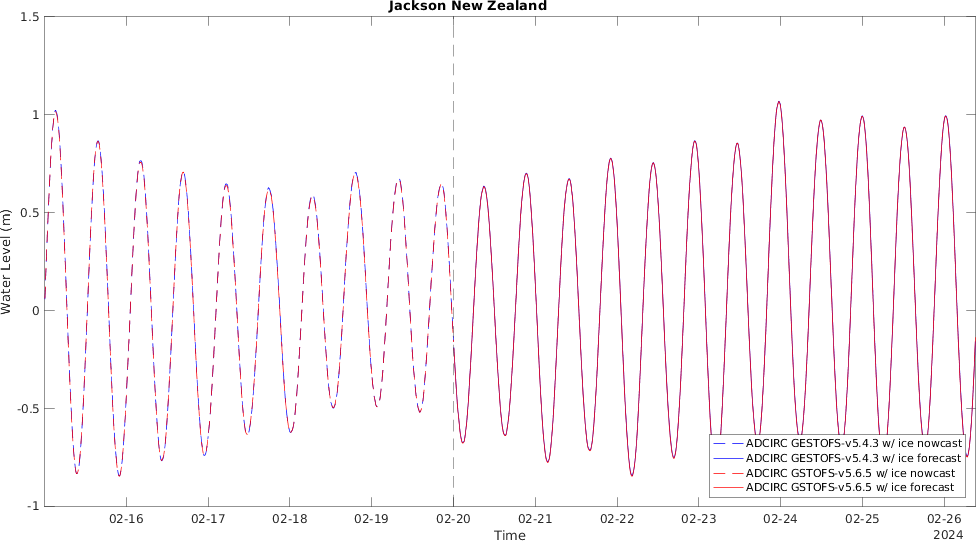 Jackson New Zealand
1.5
1
0.5
0
-0.5
-1
Water Level (m)
ADCIRC GESTOFS-v5.4.3 w/ ice nowcast
ADCIRC GESTOFS-v5.4.3 w/ ice forecast
ADCIRC GSTOFS-v5.6.5 w/ ice nowcast
ADCIRC GSTOFS-v5.6.5 w/ ice forecast
02-16 02-17 02-18 02-19 02-20 02-21 02-22 02-23 02-24 02-25 02-26
Time
2024